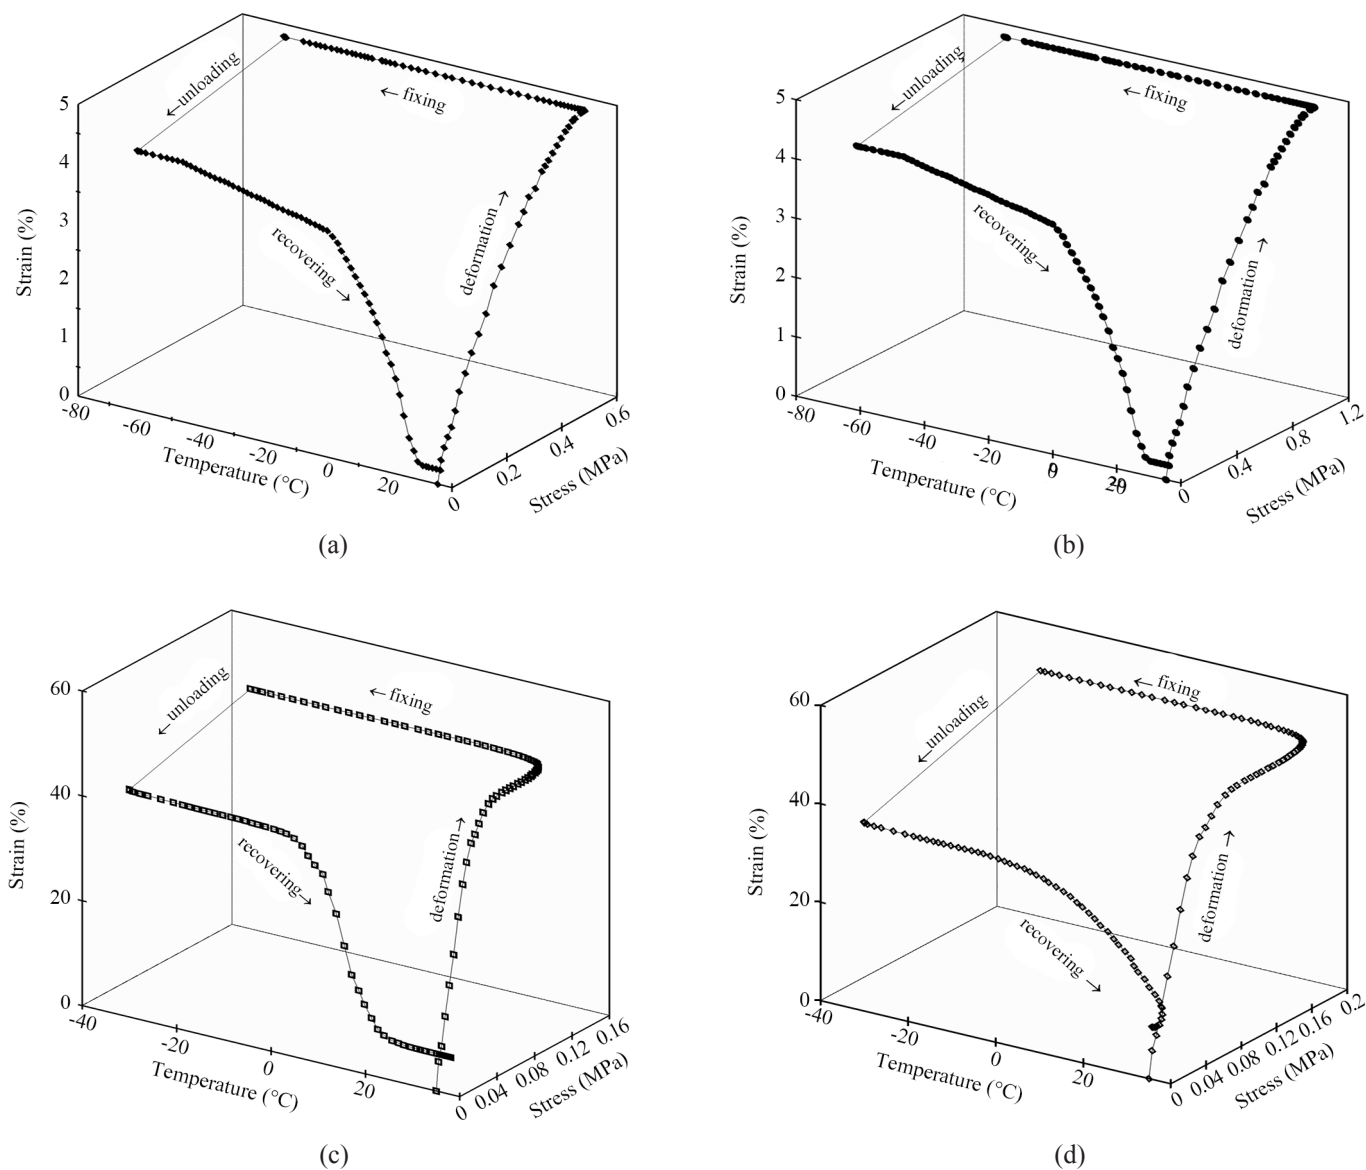 5
4
3
2
1
0
Strain (%)
-80
-60
-40
0
20
Temperature (°C)
0
0.2
0.4
0.6
Stress (MPa)
← unloading
← fixing
recovering →
deformation →
(a)
5
4
3
2
1
0
Strain (%)
-80
-60
-40
-20
0
20
Temperature (°C)
0
0.4
0.8
1.2
Stress (MPa)
← unloading
← fixing
recovering →
deformation →
(b)
60
40
20
0
Strain (%)
-40
-20
0
20
Temperature (°C)
0
0.04
0.08
0.12
0.16
Stress (MPa)
← unloading
← fixing
recovering →
deformation →
(c)
60
40
20
0
Strain (%)
-40
-20
0
20
Temperature (°C)
0
0.04
0.08
0.12
0.16
0.2
Stress (MPa)
← unloading
← fixing
recovering →
deformation →
(d)